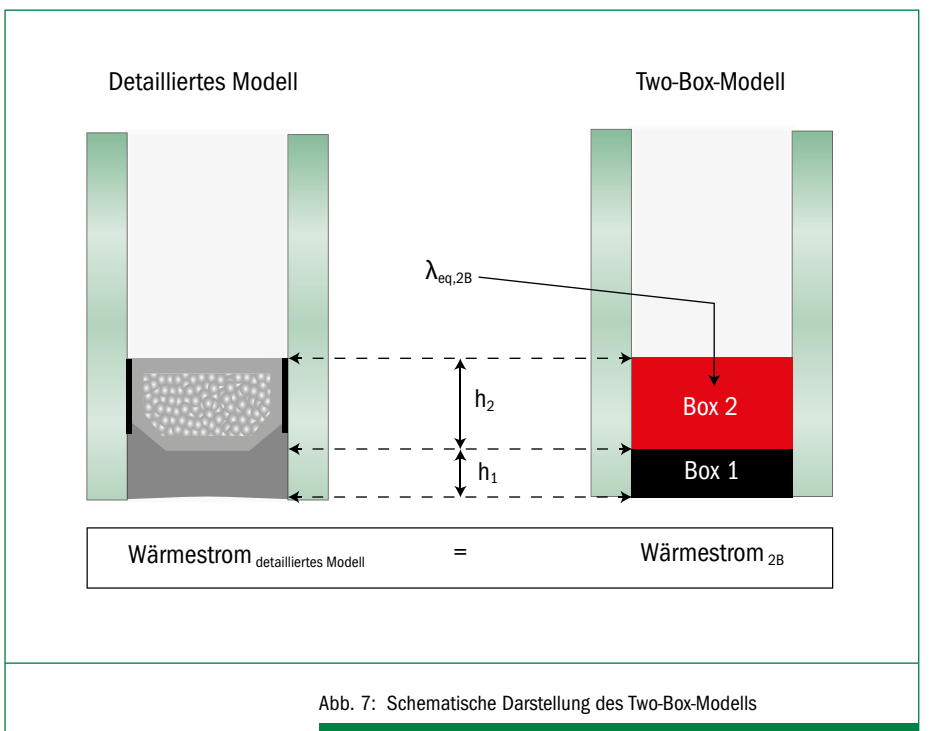 Detailliertes Modell
Two-Box-Modell
λeq,2B
h2
Box 2
h1
Box 1
Wärmestrom detailliertes Modell = Wärmestrom 2B
Abb. 7: Schematische Darstellung des Two-Box-Modells